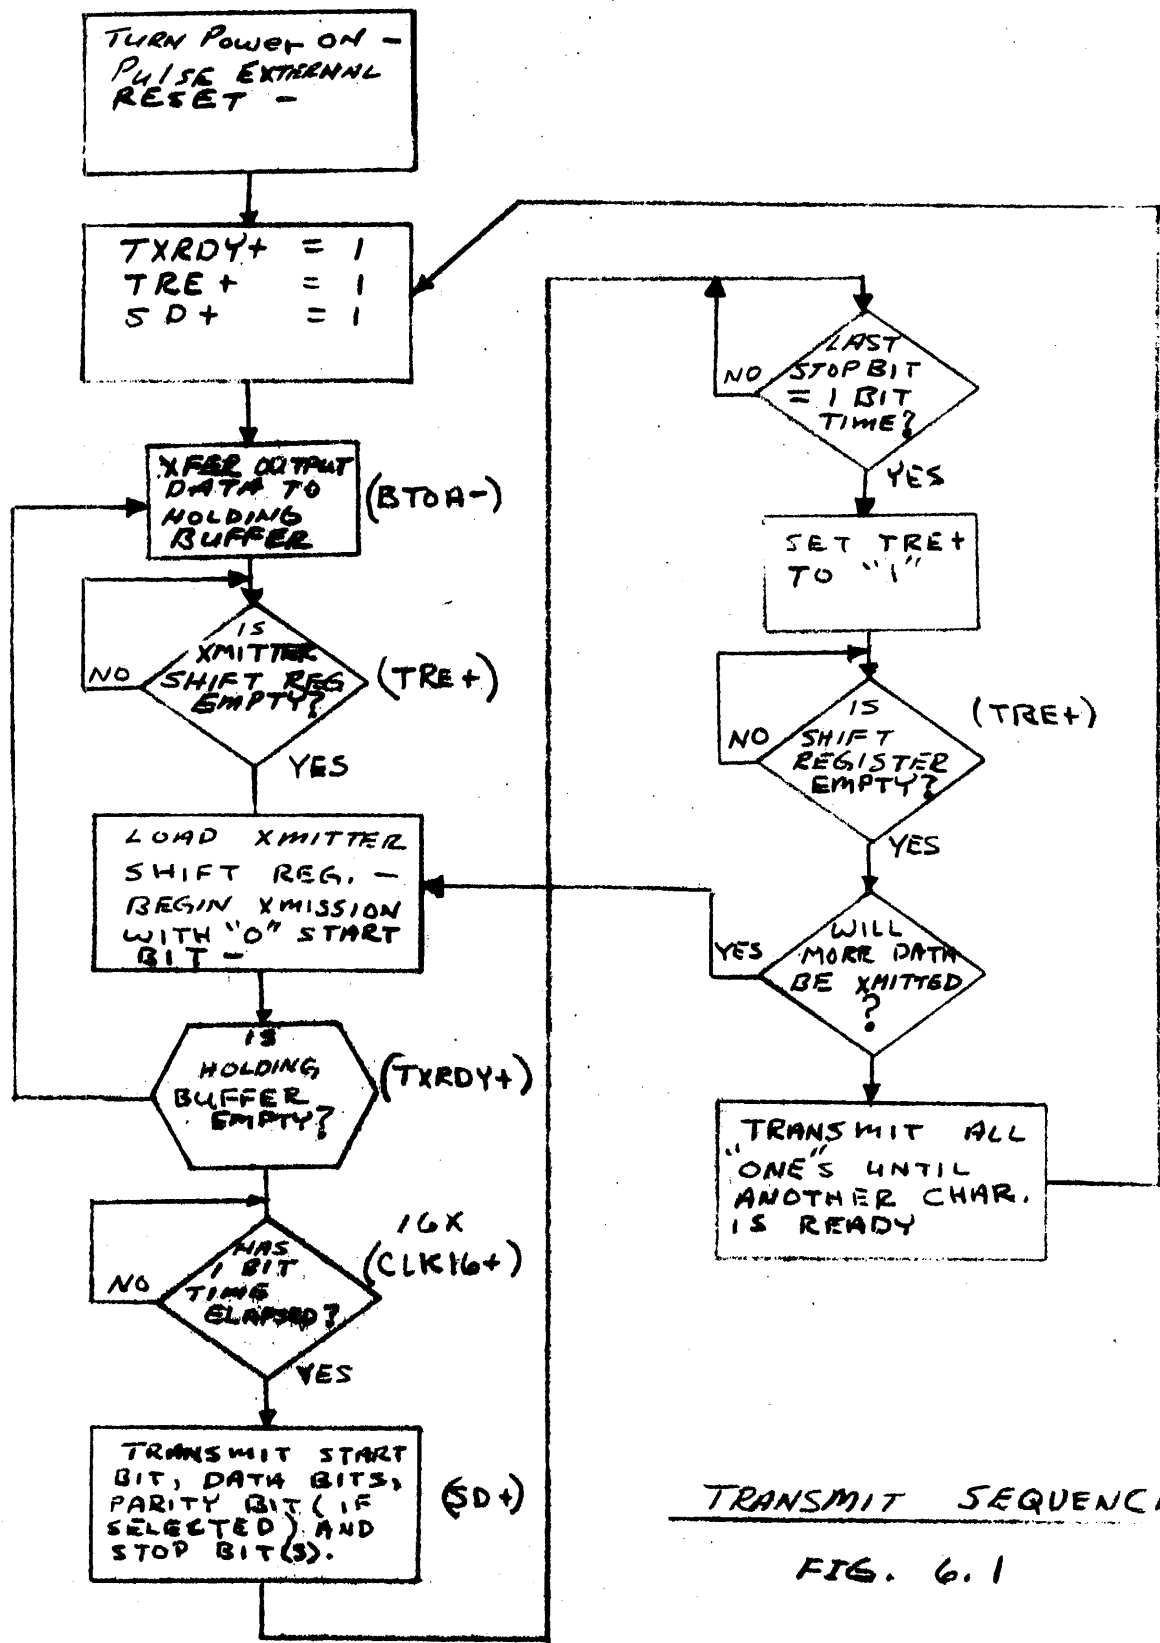 TURN Power ON -
PULSE EXTERNAL
RESET -
TXRDY+ = 1
TRE+ = 1
SD+ = 1
XFER OUTPUT
DATA TO
HOLDING
BUFFER
(BTOA-)
IS
XMITTER
SHIFT REG
EMPTY?
(TRE+)
NO
YES
LOAD XMITTER
SHIFT REG. -
BEGIN XMISSION
WITH "0" START
BIT -
IS
HOLDING
BUFFER
EMPTY?
(TXRDY+)
HAS
1 BIT
TIME
ELAPSED?
16X
(CLK16+)
NO
YES
TRANSMIT START
BIT, DATA BITS,
PARITY BIT (IF
SELECTED) AND
STOP BIT(S).
(SD+)
LAST
STOP BIT
= 1 BIT
TIME?
NO
YES
SET TRE+
TO "1"
IS
SHIFT
REGISTER
EMPTY?
(TRE+)
NO
YES
WILL
MORR DATA
BE XMITTED
?
YES
TRANSMIT ALL
"ONE"S UNTIL
ANOTHER CHAR.
IS READY
TRANSMIT SEQUENC
FIG. 6.1